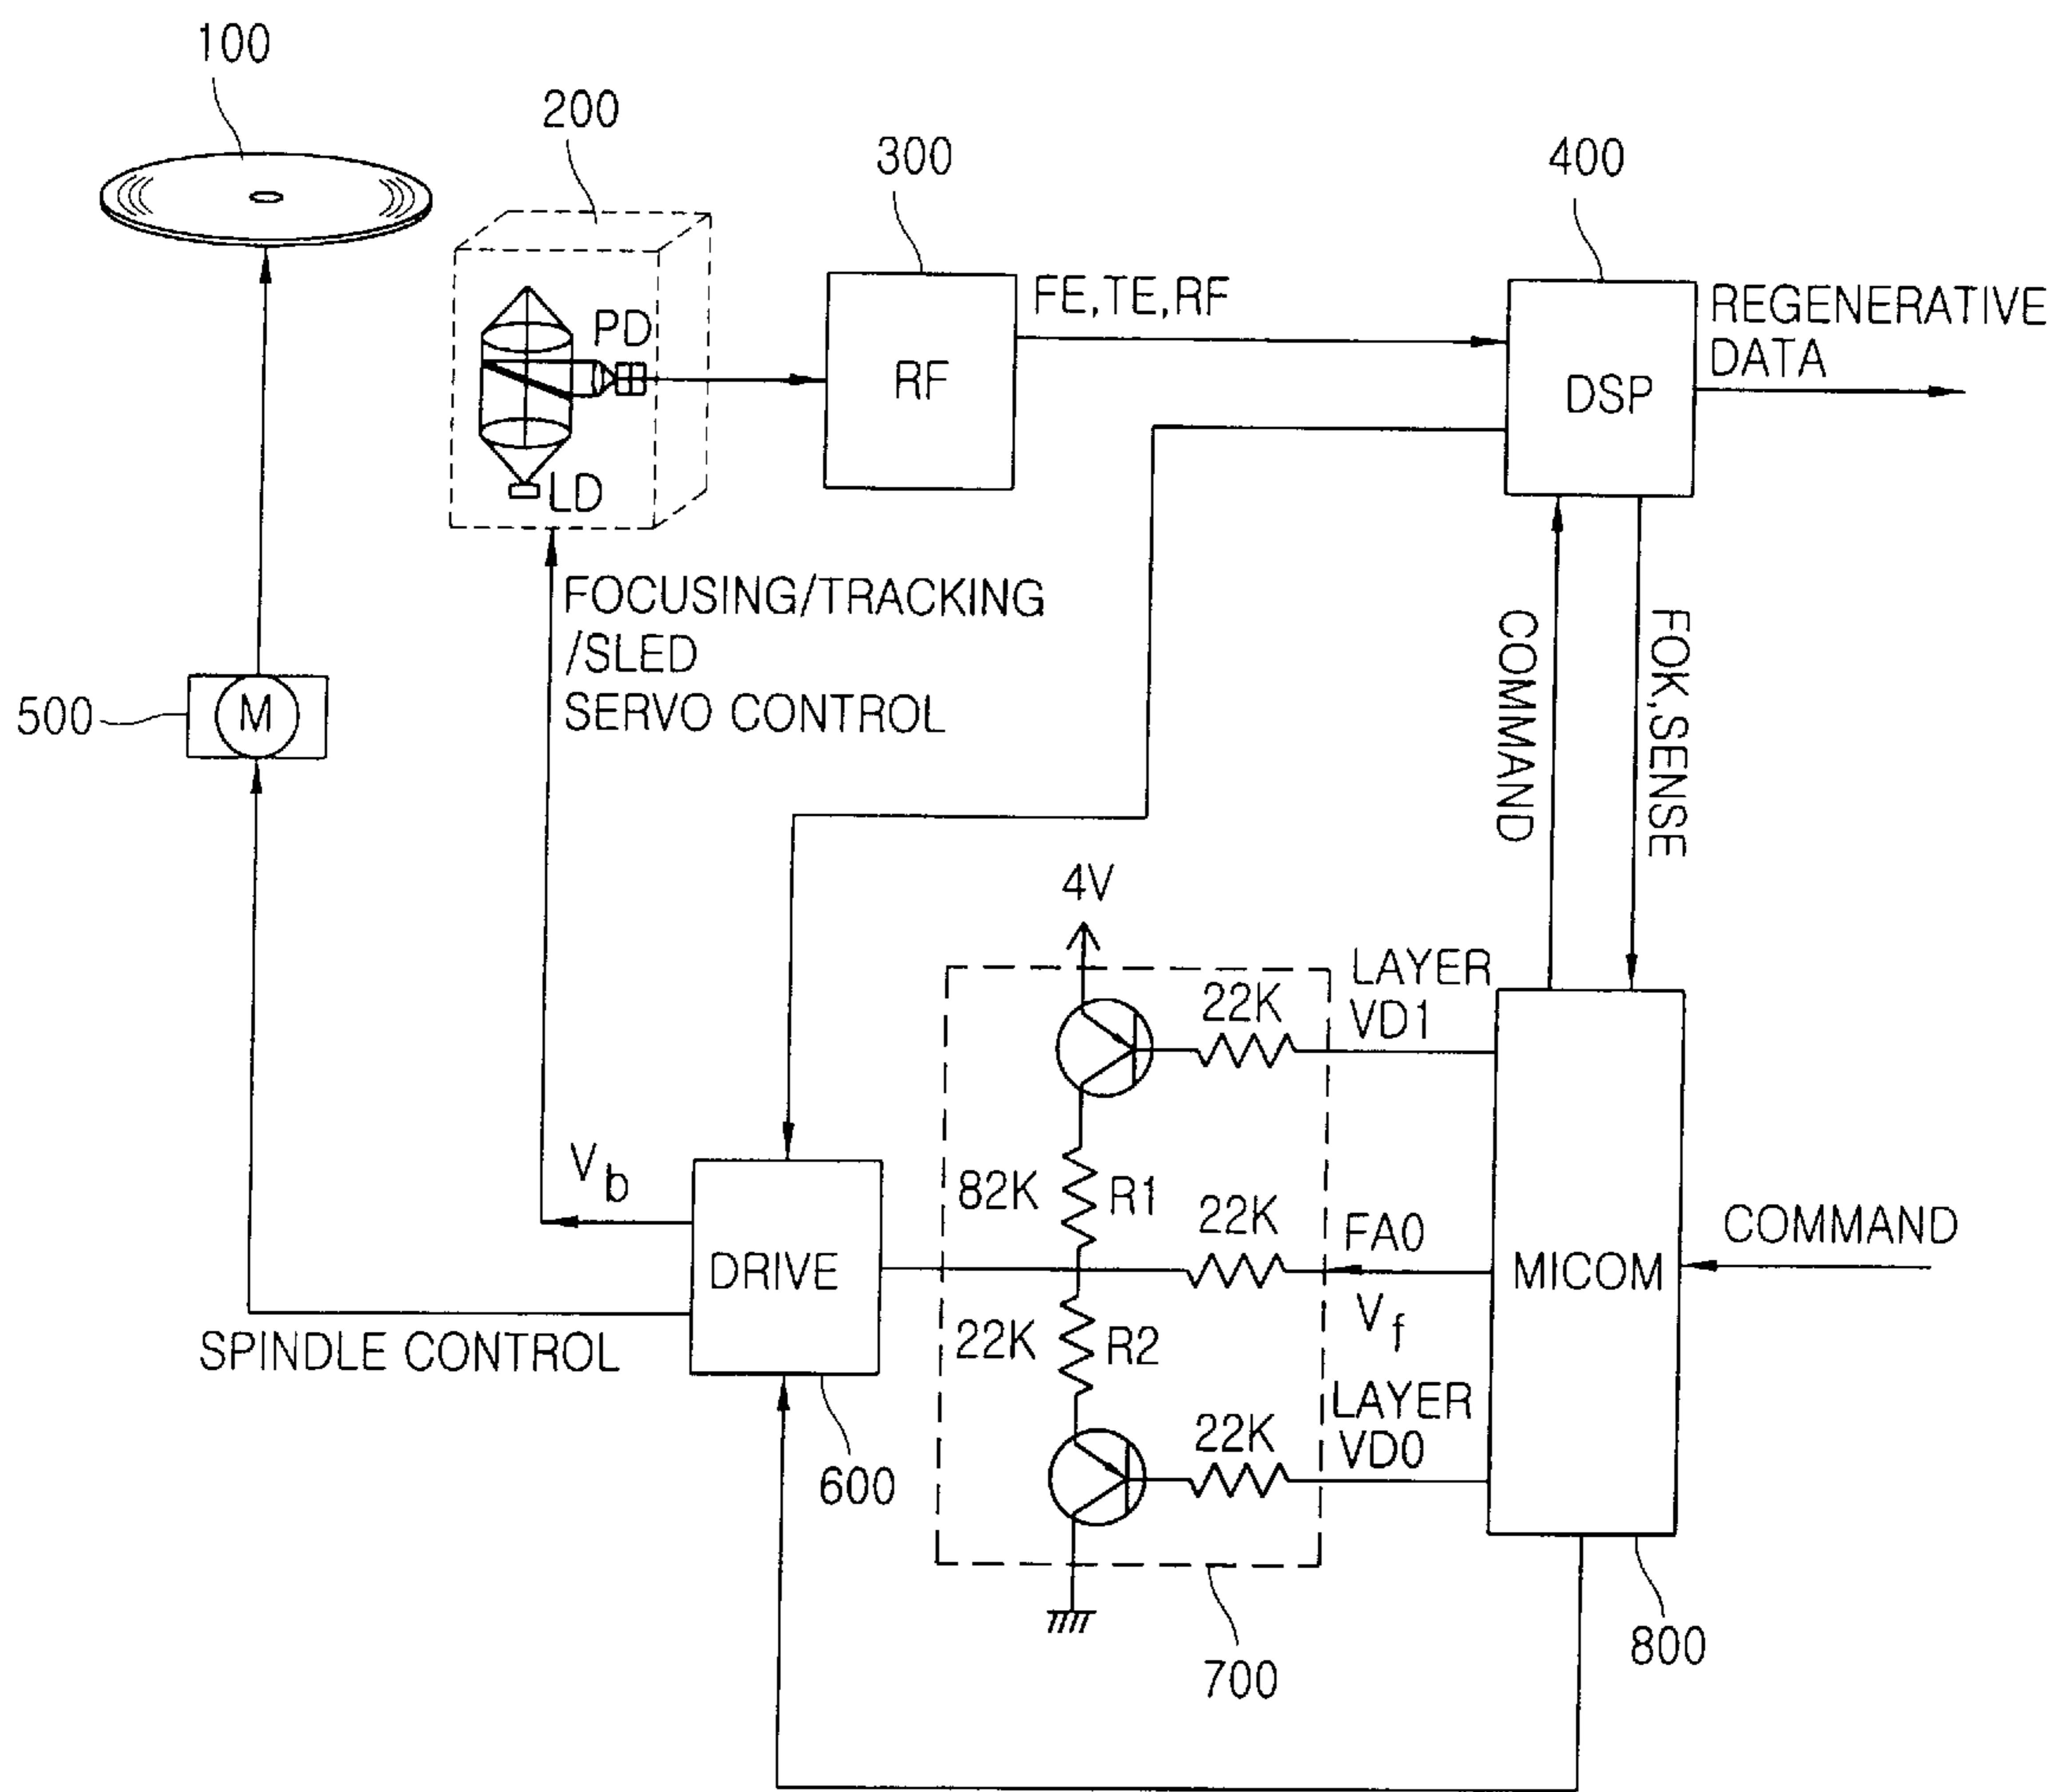 100
200
300
400
PD
LD
RF
FE,TE,RF
DSP
REGENERATIVE
DATA
FOCUSING/TRACKING
/SLED
SERVO CONTROL
500
M
COMMAND
FOK,SENSE
4V
LAYER
VD1
22K
82K
R1
22K
FA0
Vf
MICOM
COMMAND
Vb
DRIVE
22K
R2
SPINDLE CONTROL
LAYER
VD0
22K
600
700
800